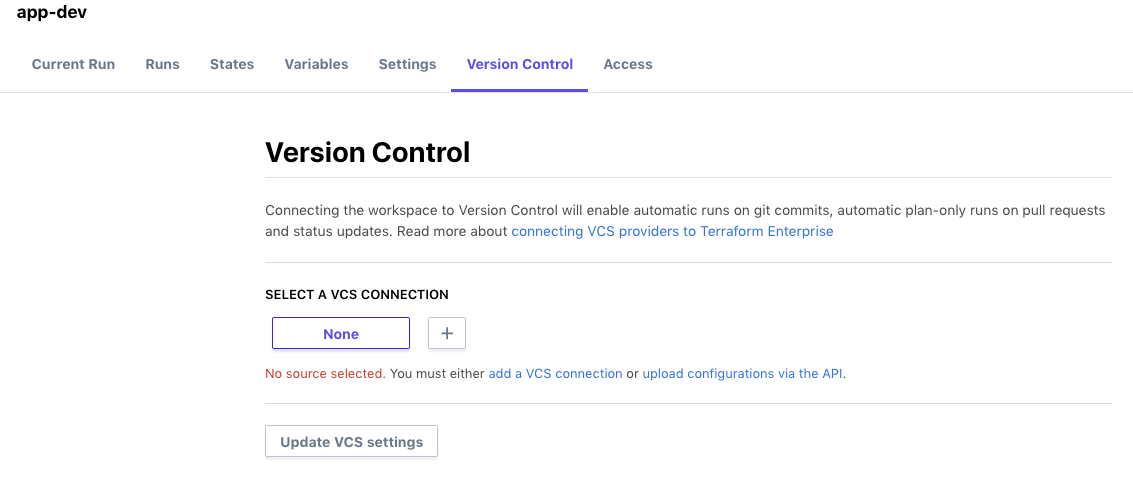 app-dev
Current Run Runs States Variables Settings Version Control Access
Version Control
Connecting the workspace to Version Control will enable automatic runs on git commits, automatic plan-only runs on pull requests
and status updates. Read more about connecting VCS providers to Terraform Enterprise
SELECT A VCS CONNECTION
None +
No source selected. You must either add a VCS connection or upload configurations via the API.
Update VCS settings